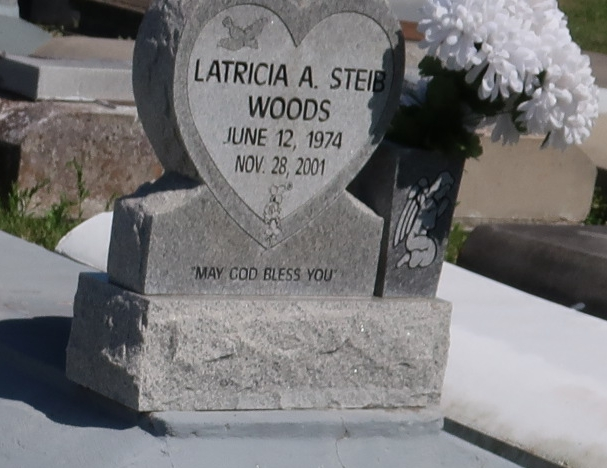 LATRICIA A. STEIB
WOODS
JUNE 12, 1974
NOV. 28, 2001
"MAY GOD BLESS YOU"